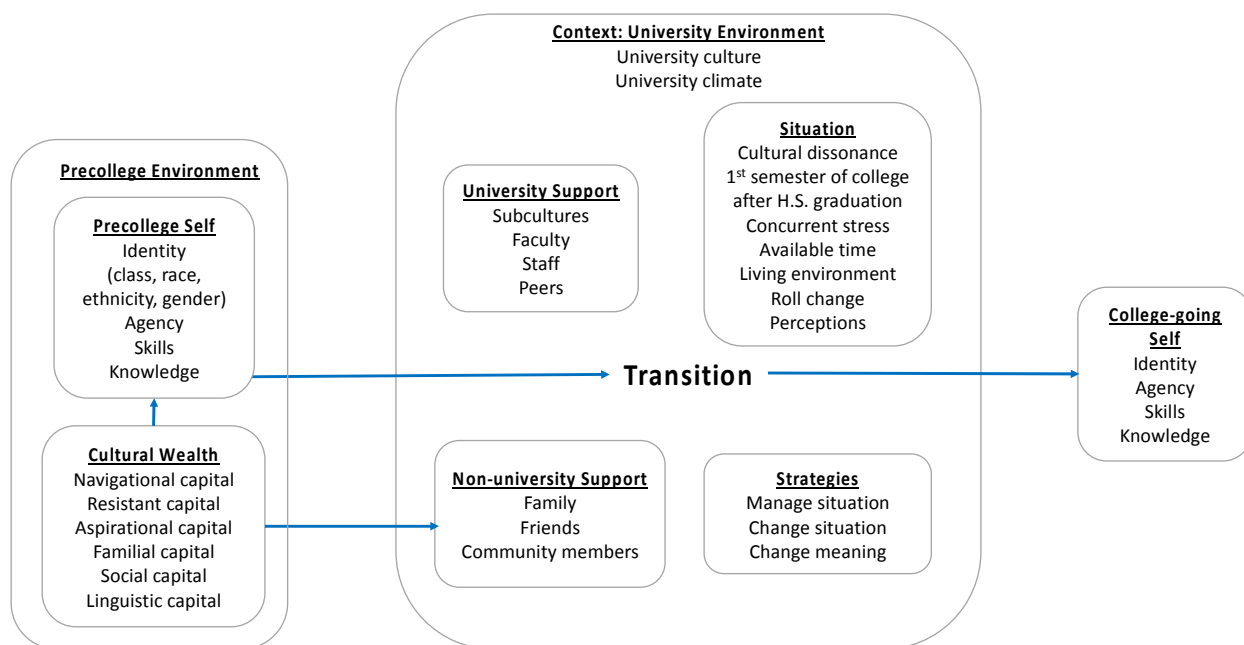 Context: University Environment
University culture
University climate
Precollege Environment
Precollege Self
Identity
(class, race,
ethnicity, gender)
Agency
Skills
Knowledge
Cultural Wealth
Navigational capital
Resistant capital
Aspirational capital
Familial capital
Social capital
Linguistic capital
University Support
Subcultures
Faculty
Staff
Peers
Situation
Cultural dissonance
1st semester of college
after H.S. graduation
Concurrent stress
Available time
Living environment
Roll change
Perceptions
Transition
Non-university Support
Family
Friends
Community members
Strategies
Manage situation
Change situation
Change meaning
College-going
Self
Identity
Agency
Skills
Knowledge